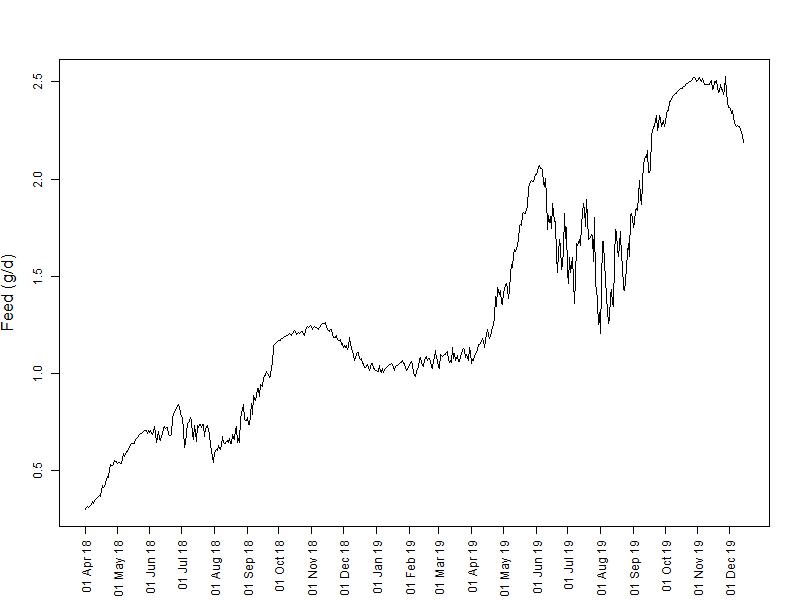 Feed (g/d)
2.5
2.0
1.5
1.0
0.5
01 Apr 18
01 May 18
01 Jun 18
01 Jul 18
01 Aug 18
01 Sep 18
01 Oct 18
01 Nov 18
01 Dec 18
01 Jan 19
01 Feb 19
01 Mar 19
01 Apr 19
01 May 19
01 Jun 19
01 Jul 19
01 Aug 19
01 Sep 19
01 Oct 19
01 Nov 19
01 Dec 19